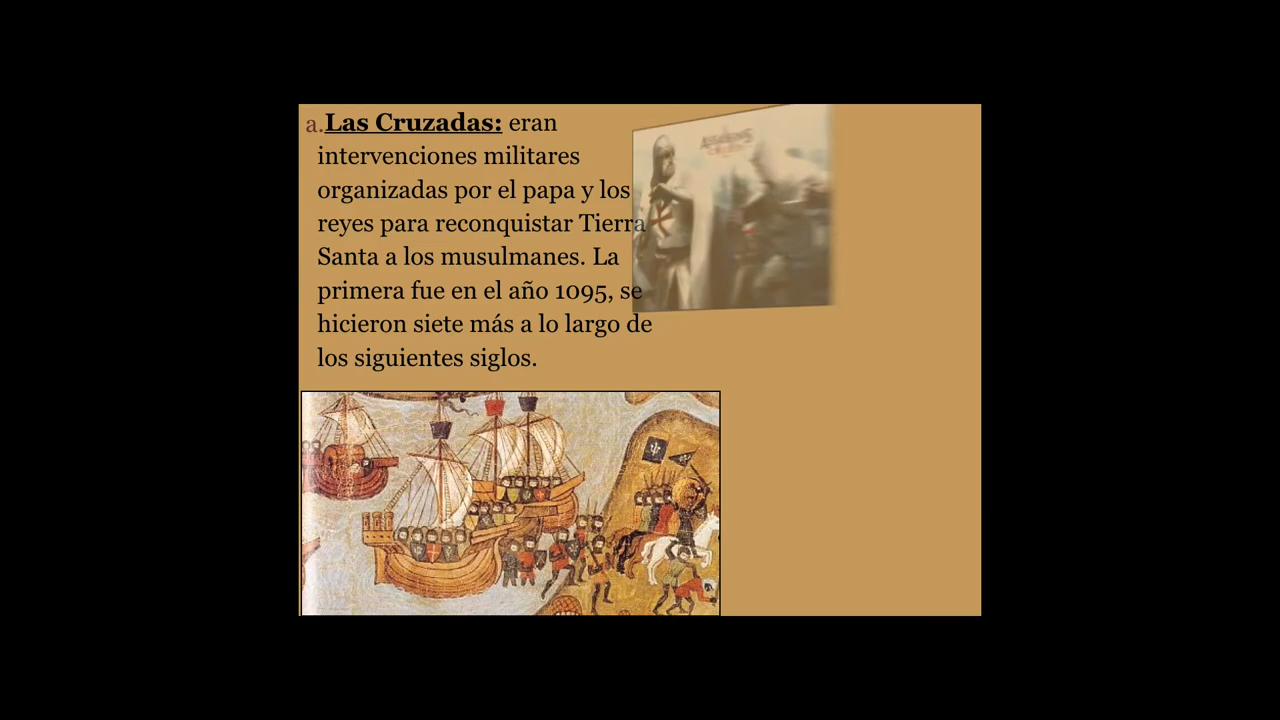 a.Las Cruzadas: eran
intervenciones militares
organizadas por el papa y los
reyes para reconquistar Tierra
Santa a los musulmanes. La
primera fue en el año 1095, se
hicieron siete más a lo largo de
los siguientes siglos.